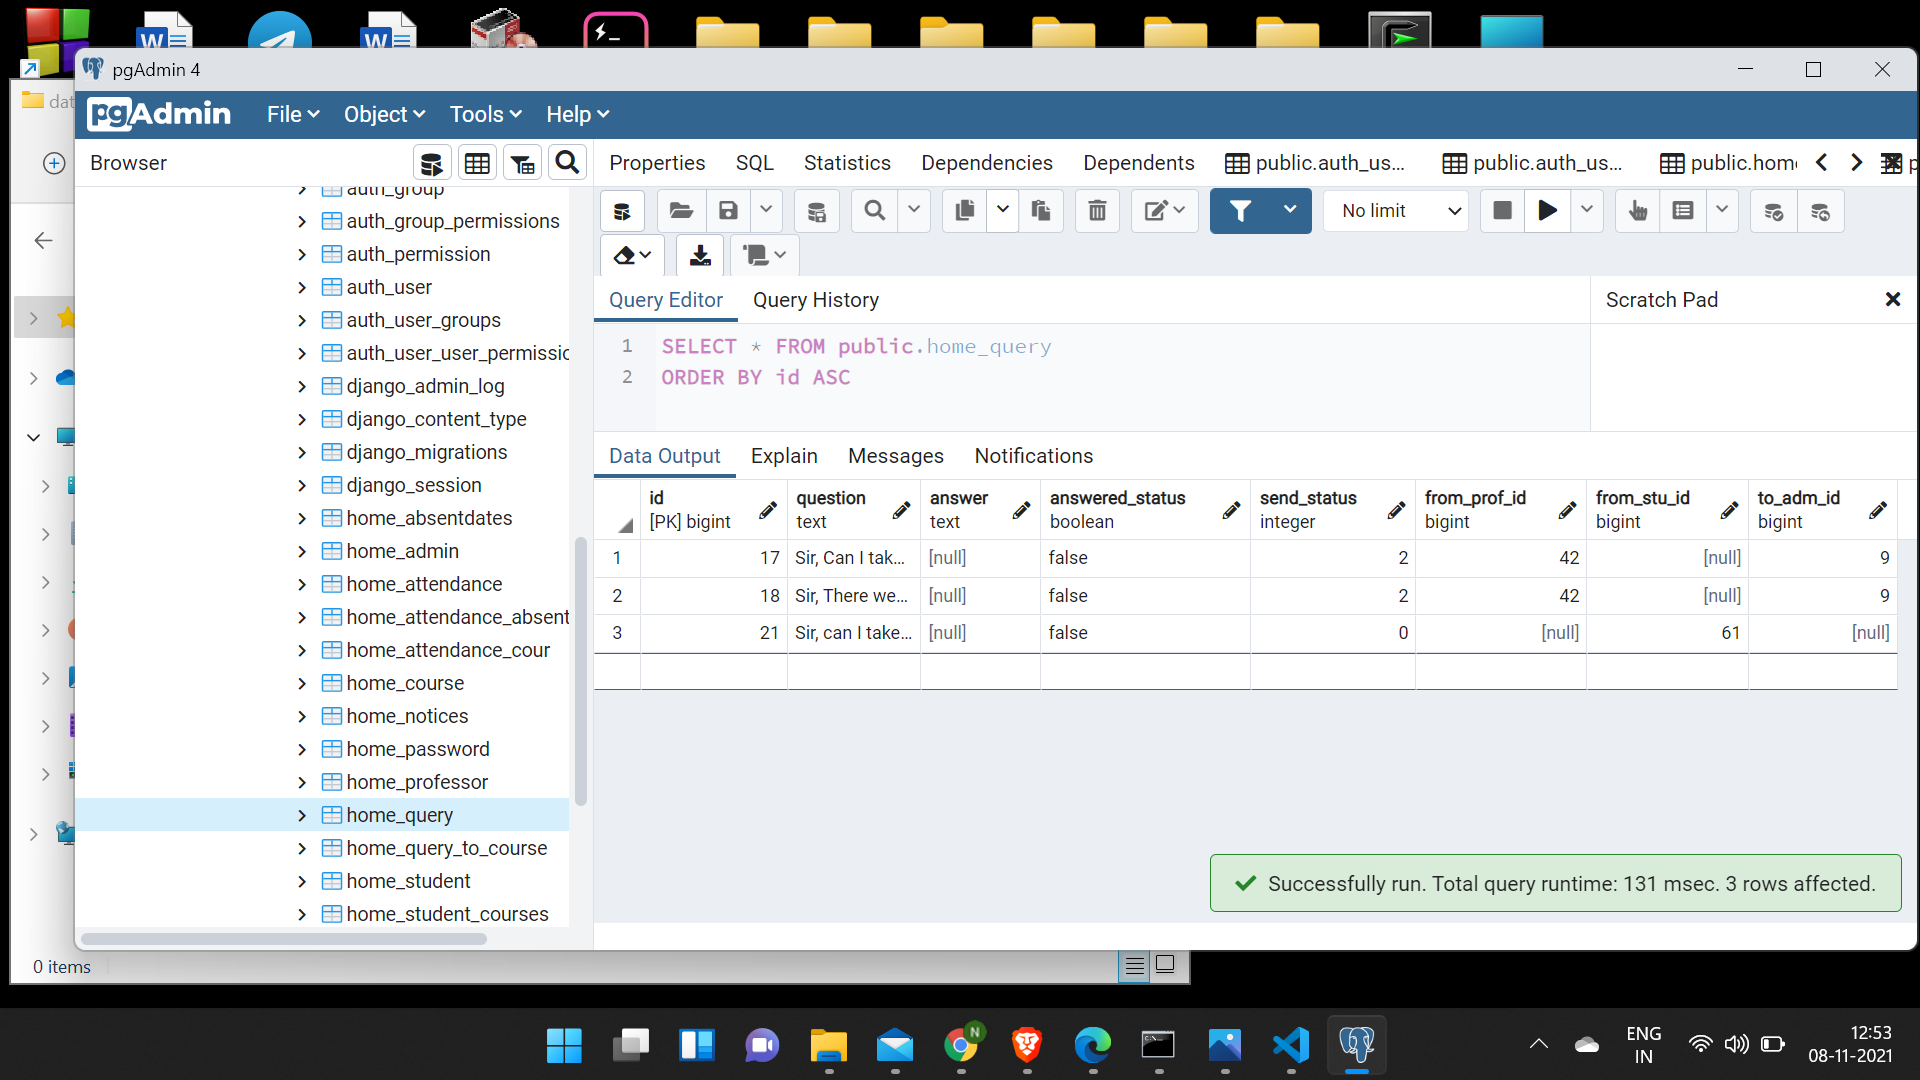 pgAdmin 4
dat
pgAdmin
File
Object
Tools
Help
Browser
Properties
SQL
Statistics
Dependencies
Dependents
public.auth_us...
public.auth_us...
public.hom
p
No limit
auth_group
auth_group_permissions
auth_permission
auth_user
auth_user_groups
auth_user_user_permissio
django_admin_log
django_content_type
django_migrations
django_session
home_absentdates
home_admin
home_attendance
home_attendance_absent
home_attendance_cour
home_course
home_notices
home_password
home_professor
home_query
home_query_to_course
home_student
home_student_courses
Query Editor
Query History
Scratch Pad
1 SELECT * FROM public.home_query
2 ORDER BY id ASC
Data Output
Explain
Messages
Notifications
id question answer answered_status send_status from_prof_id from_stu_id to_adm_id
[PK] bigint text text boolean integer bigint bigint bigint
1 17 Sir, Can I tak... [null] false 2 42 [null] 9
2 18 Sir, There we... [null] false 2 42 [null] 9
3 21 Sir, can I take... [null] false 0 [null] 61 [null]
Successfully run. Total query runtime: 131 msec. 3 rows affected.
0 items
N
ENG
IN
12:53
08-11-2021